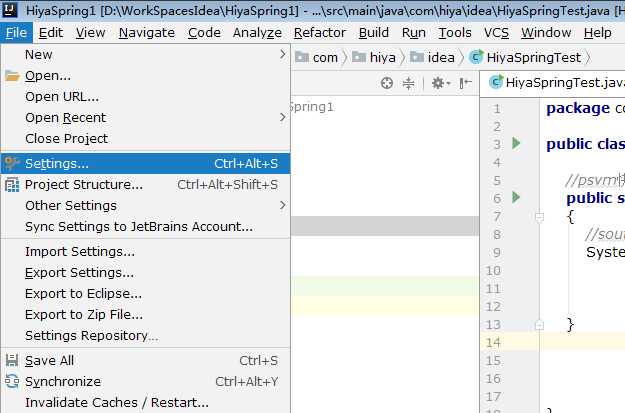 HiyaSpring1 [D:\WorkSpacesIdea\HiyaSpring1] - ...\src\main\java\com\hiya\idea\HiyaSpringTest.java [H
File Edit View Navigate Code Analyze Refactor Build Run Tools VCS Window Help
New
com hiya idea HiyaSpringTest
Open...
Open URL...
HiyaSpringTest.java
Open Recent
Spring1
1 package co
Close Project
2
3 public clas
Settings... Ctrl+Alt+S
4
Project Structure... Ctrl+Alt+Shift+S
5 //psvm
Other Settings
6 public s
Sync Settings to JetBrains Account...
7 {
8 //sout
Import Settings...
9 System
Export Settings...
10
Export to Eclipse...
11
Export to Zip File...
12
Settings Repository...
13 }
14
Save All Ctrl+S
15
Synchronize Ctrl+Alt+Y
16
17
Invalidate Caches / Restart...
18